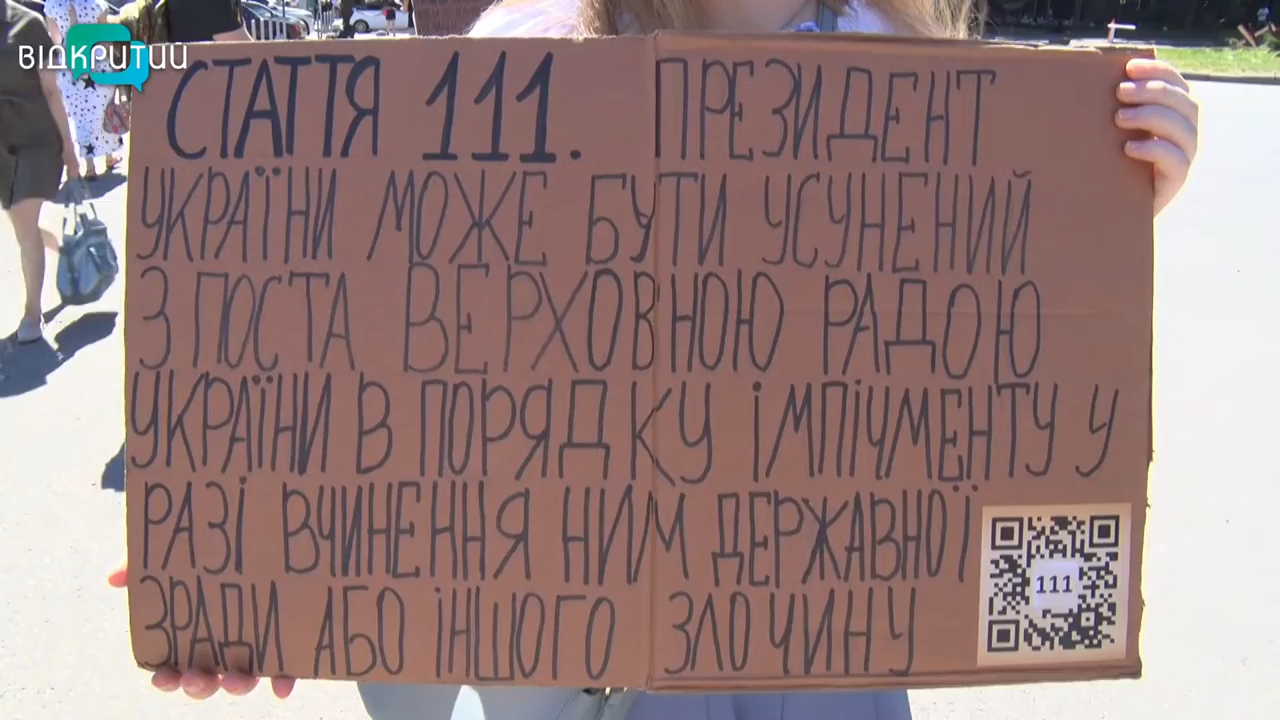 ВІДКРИТИЙ
СТАТТЯ 111. ПРЕЗИДЕНТ
УКРАЇНИ МОЖЕ БУТИ УСУНЕНИЙ
З ПОСТА ВЕРХОВНОЮ РАДОЮ
УКРАЇНИ В ПОРЯДКУ ІМПІЧМЕНТУ У
РАЗІ ВЧИНЕННЯ НИМ ДЕРЖАВНОЇ
ЗРАДИ АБО ІНШОГО ЗЛОЧИНУ
111